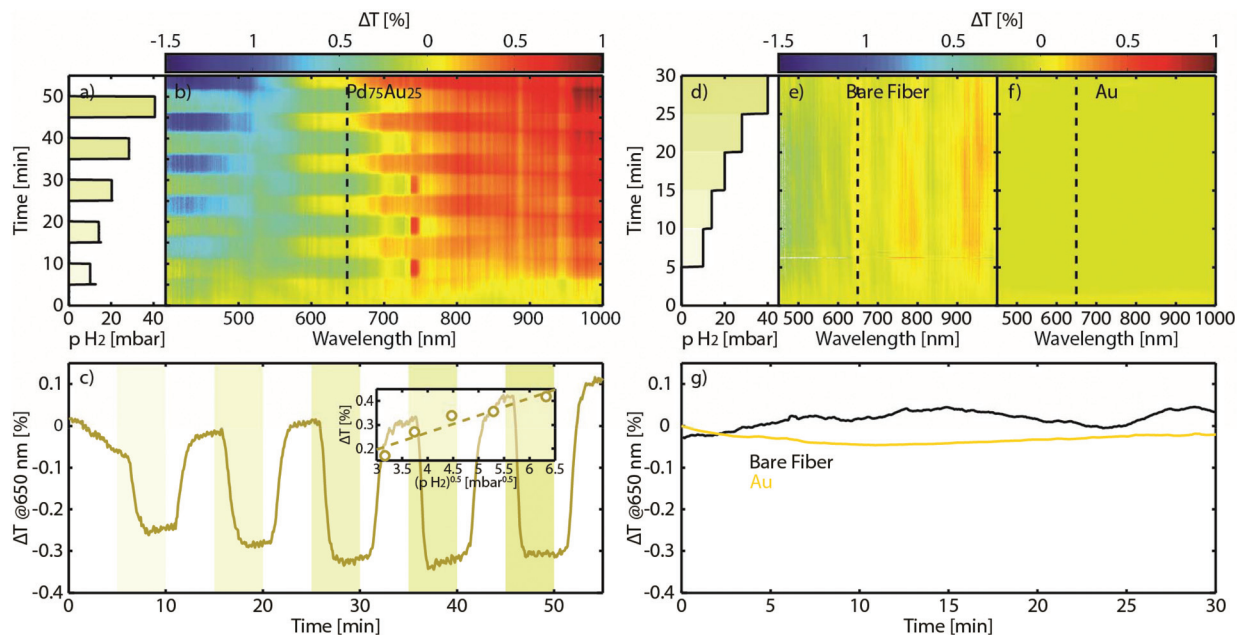 ΔT [%]
-1.5 1 0.5 0 0.5 1
a) b) Pd75Au25
Time [min]
50
40
30
20
10
0
0 20 40
p H2 [mbar]
500 600 700 800 900 1000
Wavelength [nm]
ΔT [%]
-1.5 1 0.5 0 0.5 1
d) e) Bare Fiber f) Au
Time [min]
30
25
20
15
10
5
0
0 20 40
p H2 [mbar]
500 600 700 800 900
Wavelength [nm]
500 600 700 800 900 1000
Wavelength [nm]
c)
ΔT @650 nm [%]
0.1
0
-0.1
-0.2
-0.3
-0.4
0 10 20 30 40 50
Time [min]
ΔT [%]
0.4
0.3
0.2
3 3.5 4 4.5 5 5.5 6 6.5
(p H2)0.5 [mbar0.5]
g)
ΔT @650 nm [%]
0.1
0
-0.1
-0.2
-0.3
-0.4
Bare Fiber
Au
0 5 10 15 20 25 30
Time [min]